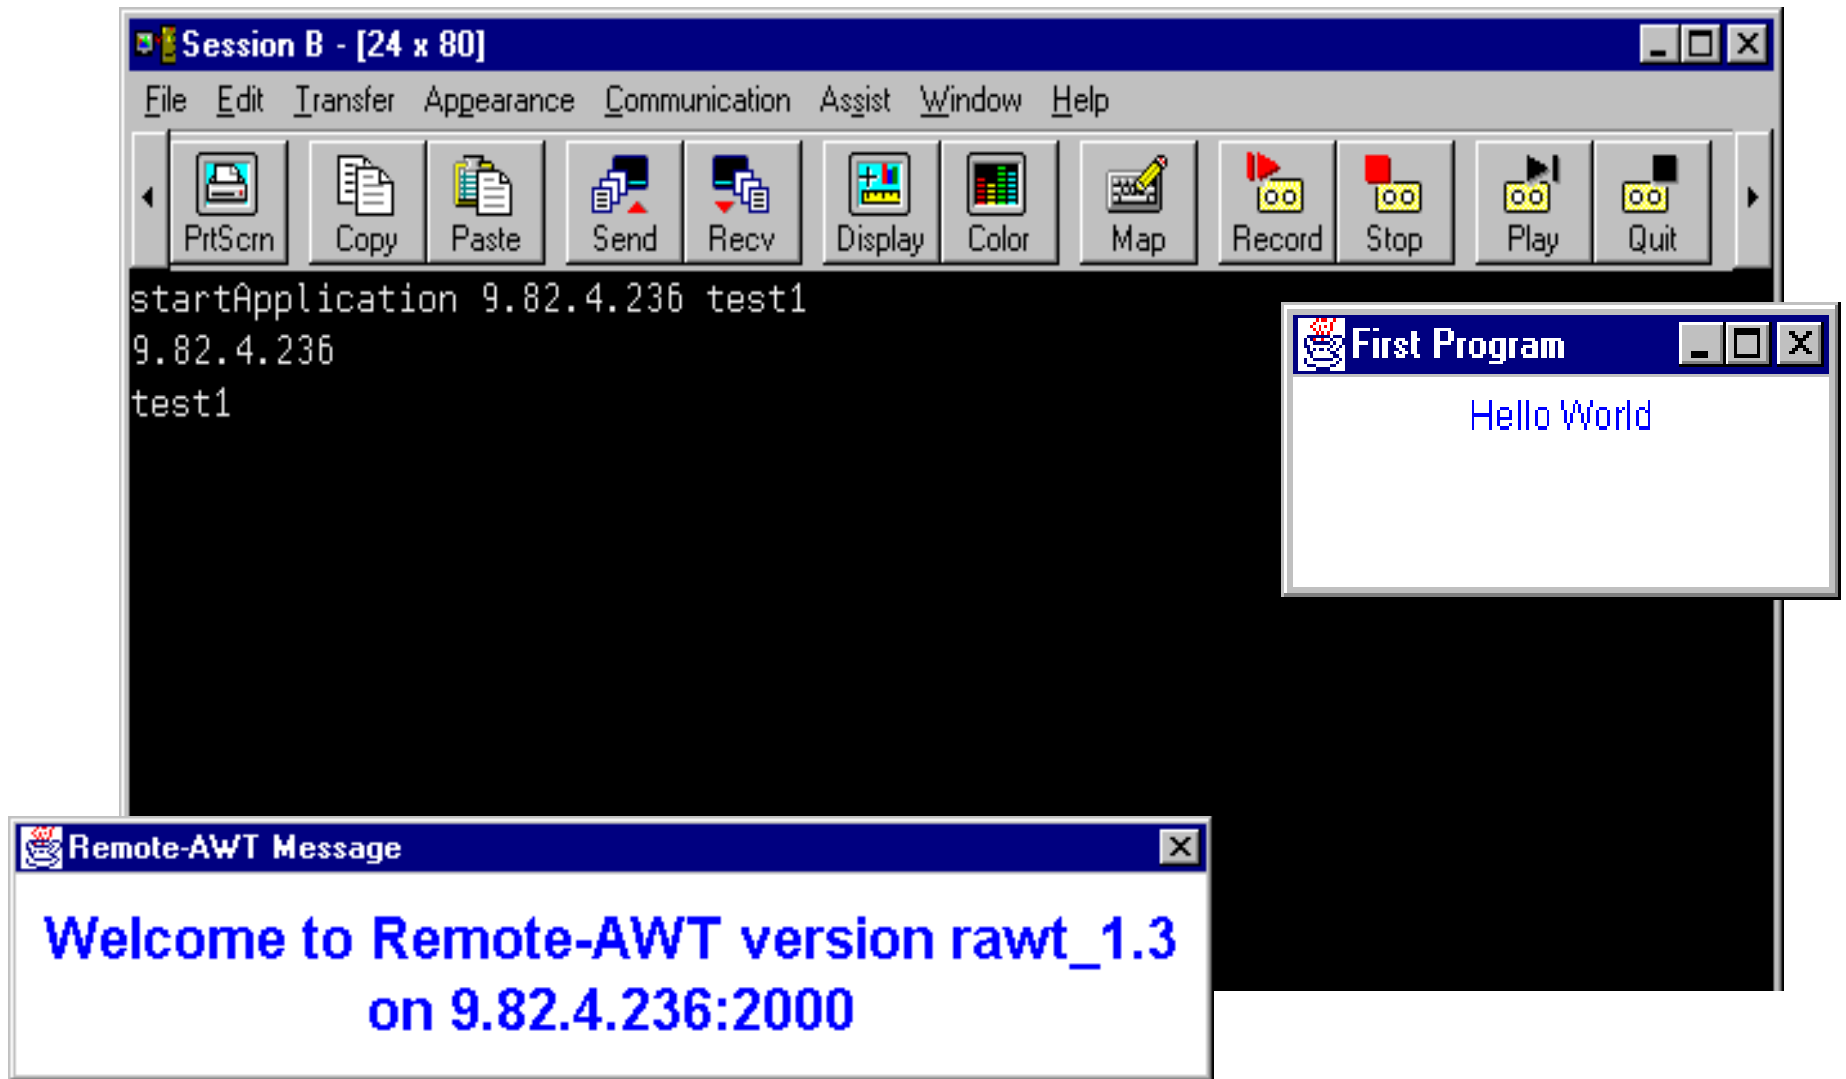 Session B - [24 x 80]
File Edit Transfer Appearance Communication Assist Window Help
PrtScrn Copy Paste Send Recv Display Color Map Record Stop Play Quit
startApplication 9.82.4.236 test1
9.82.4.236
test1
First Program
Hello World
Remote-AWT Message
Welcome to Remote-AWT version rawt_1.3
on 9.82.4.236:2000